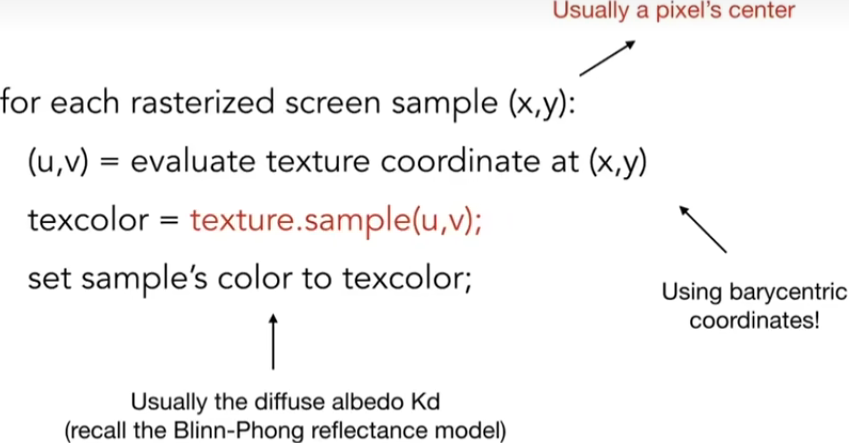 Usually a pixel's center
for each rasterized screen sample (x,y):
(u,v) = evaluate texture coordinate at (x,y)
texcolor = texture.sample(u,v);
set sample's color to texcolor;
Using barycentric
coordinates!
Usually the diffuse albedo Kd
(recall the Blinn-Phong reflectance model)